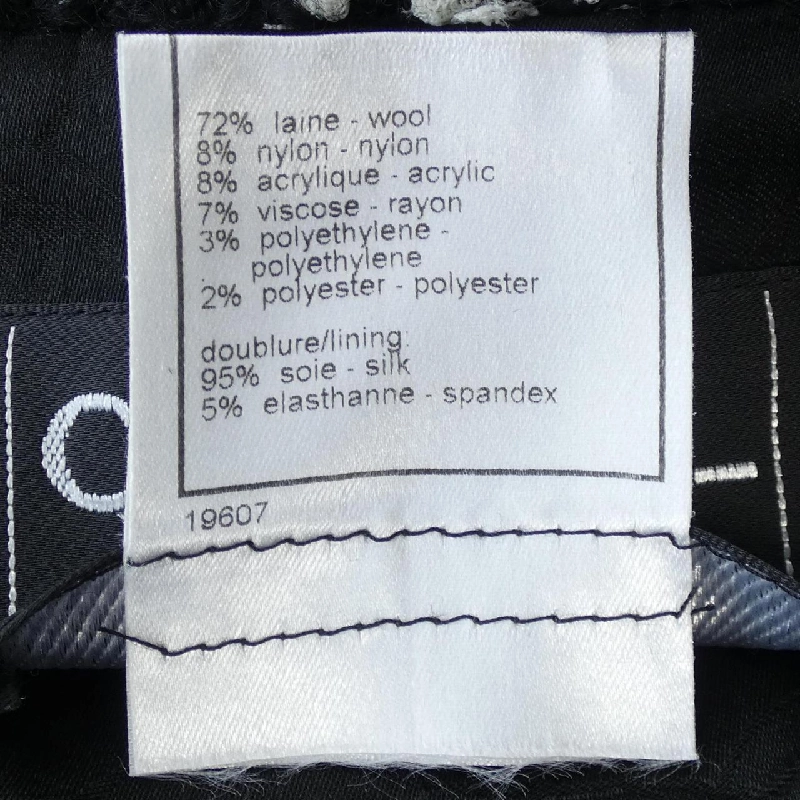 72% laine - wool
8% nylon - nylon
8% acrylique - acrylic
7% viscose - rayon
3% polyethylene -
polyethylene
2% polyester - polyester
doublure/lining:
95% soie - silk
5% elasthanne - spandex
19607